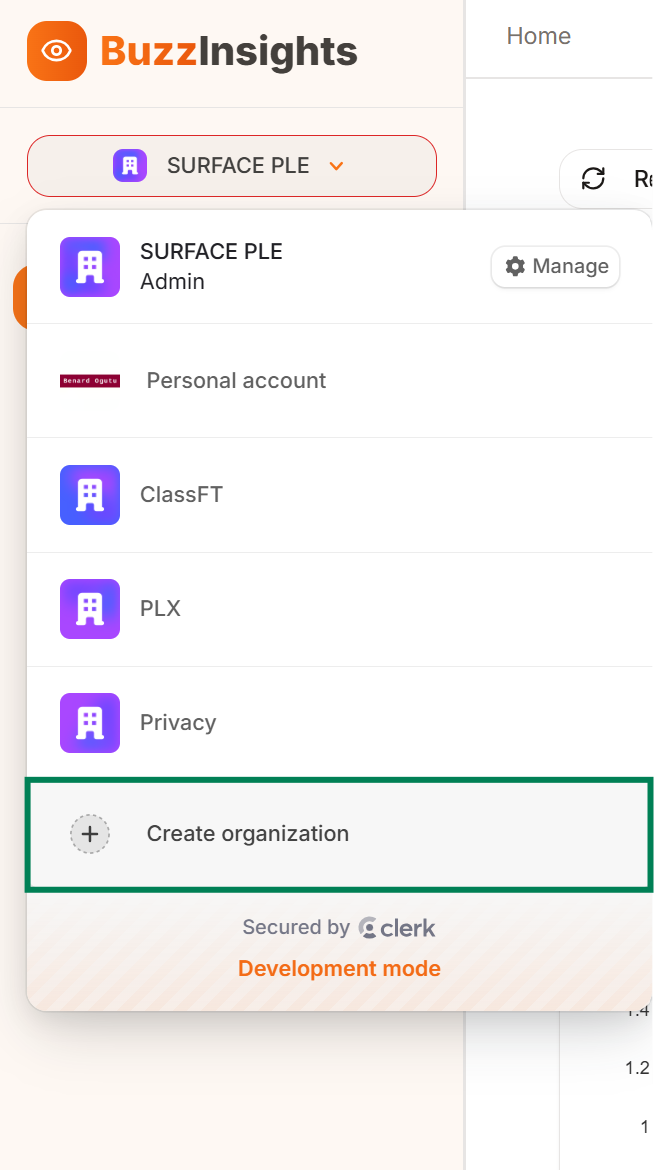 BuzzInsights
Home
SURFACE PLE
SURFACE PLE
Admin
Manage
Benard Ogutu
Personal account
ClassFT
PLX
Privacy
Create organization
Secured by clerk
Development mode
1.4
1.2
1